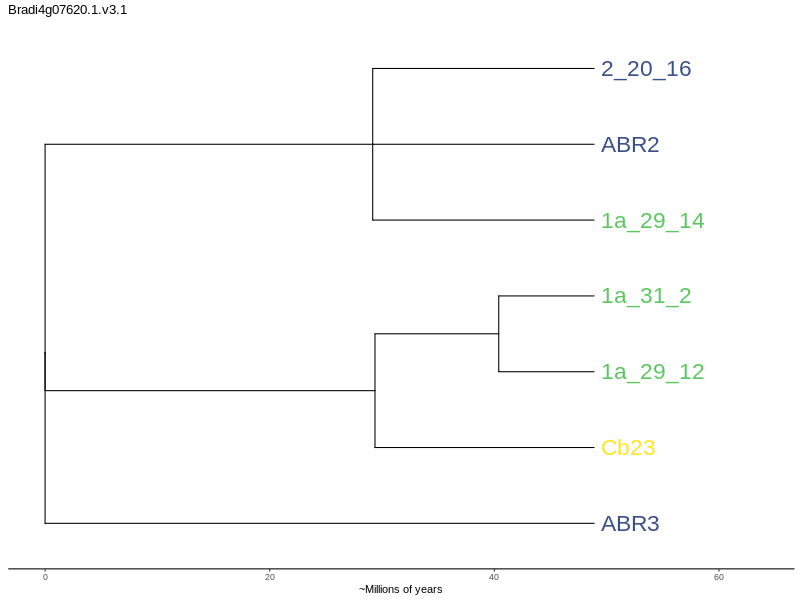 Bradi4g07620.1.v3.1
2_20_16
ABR2
1a_29_14
1a_31_2
1a_29_12
Cb23
ABR3
0 20 40 60
~Millions of years